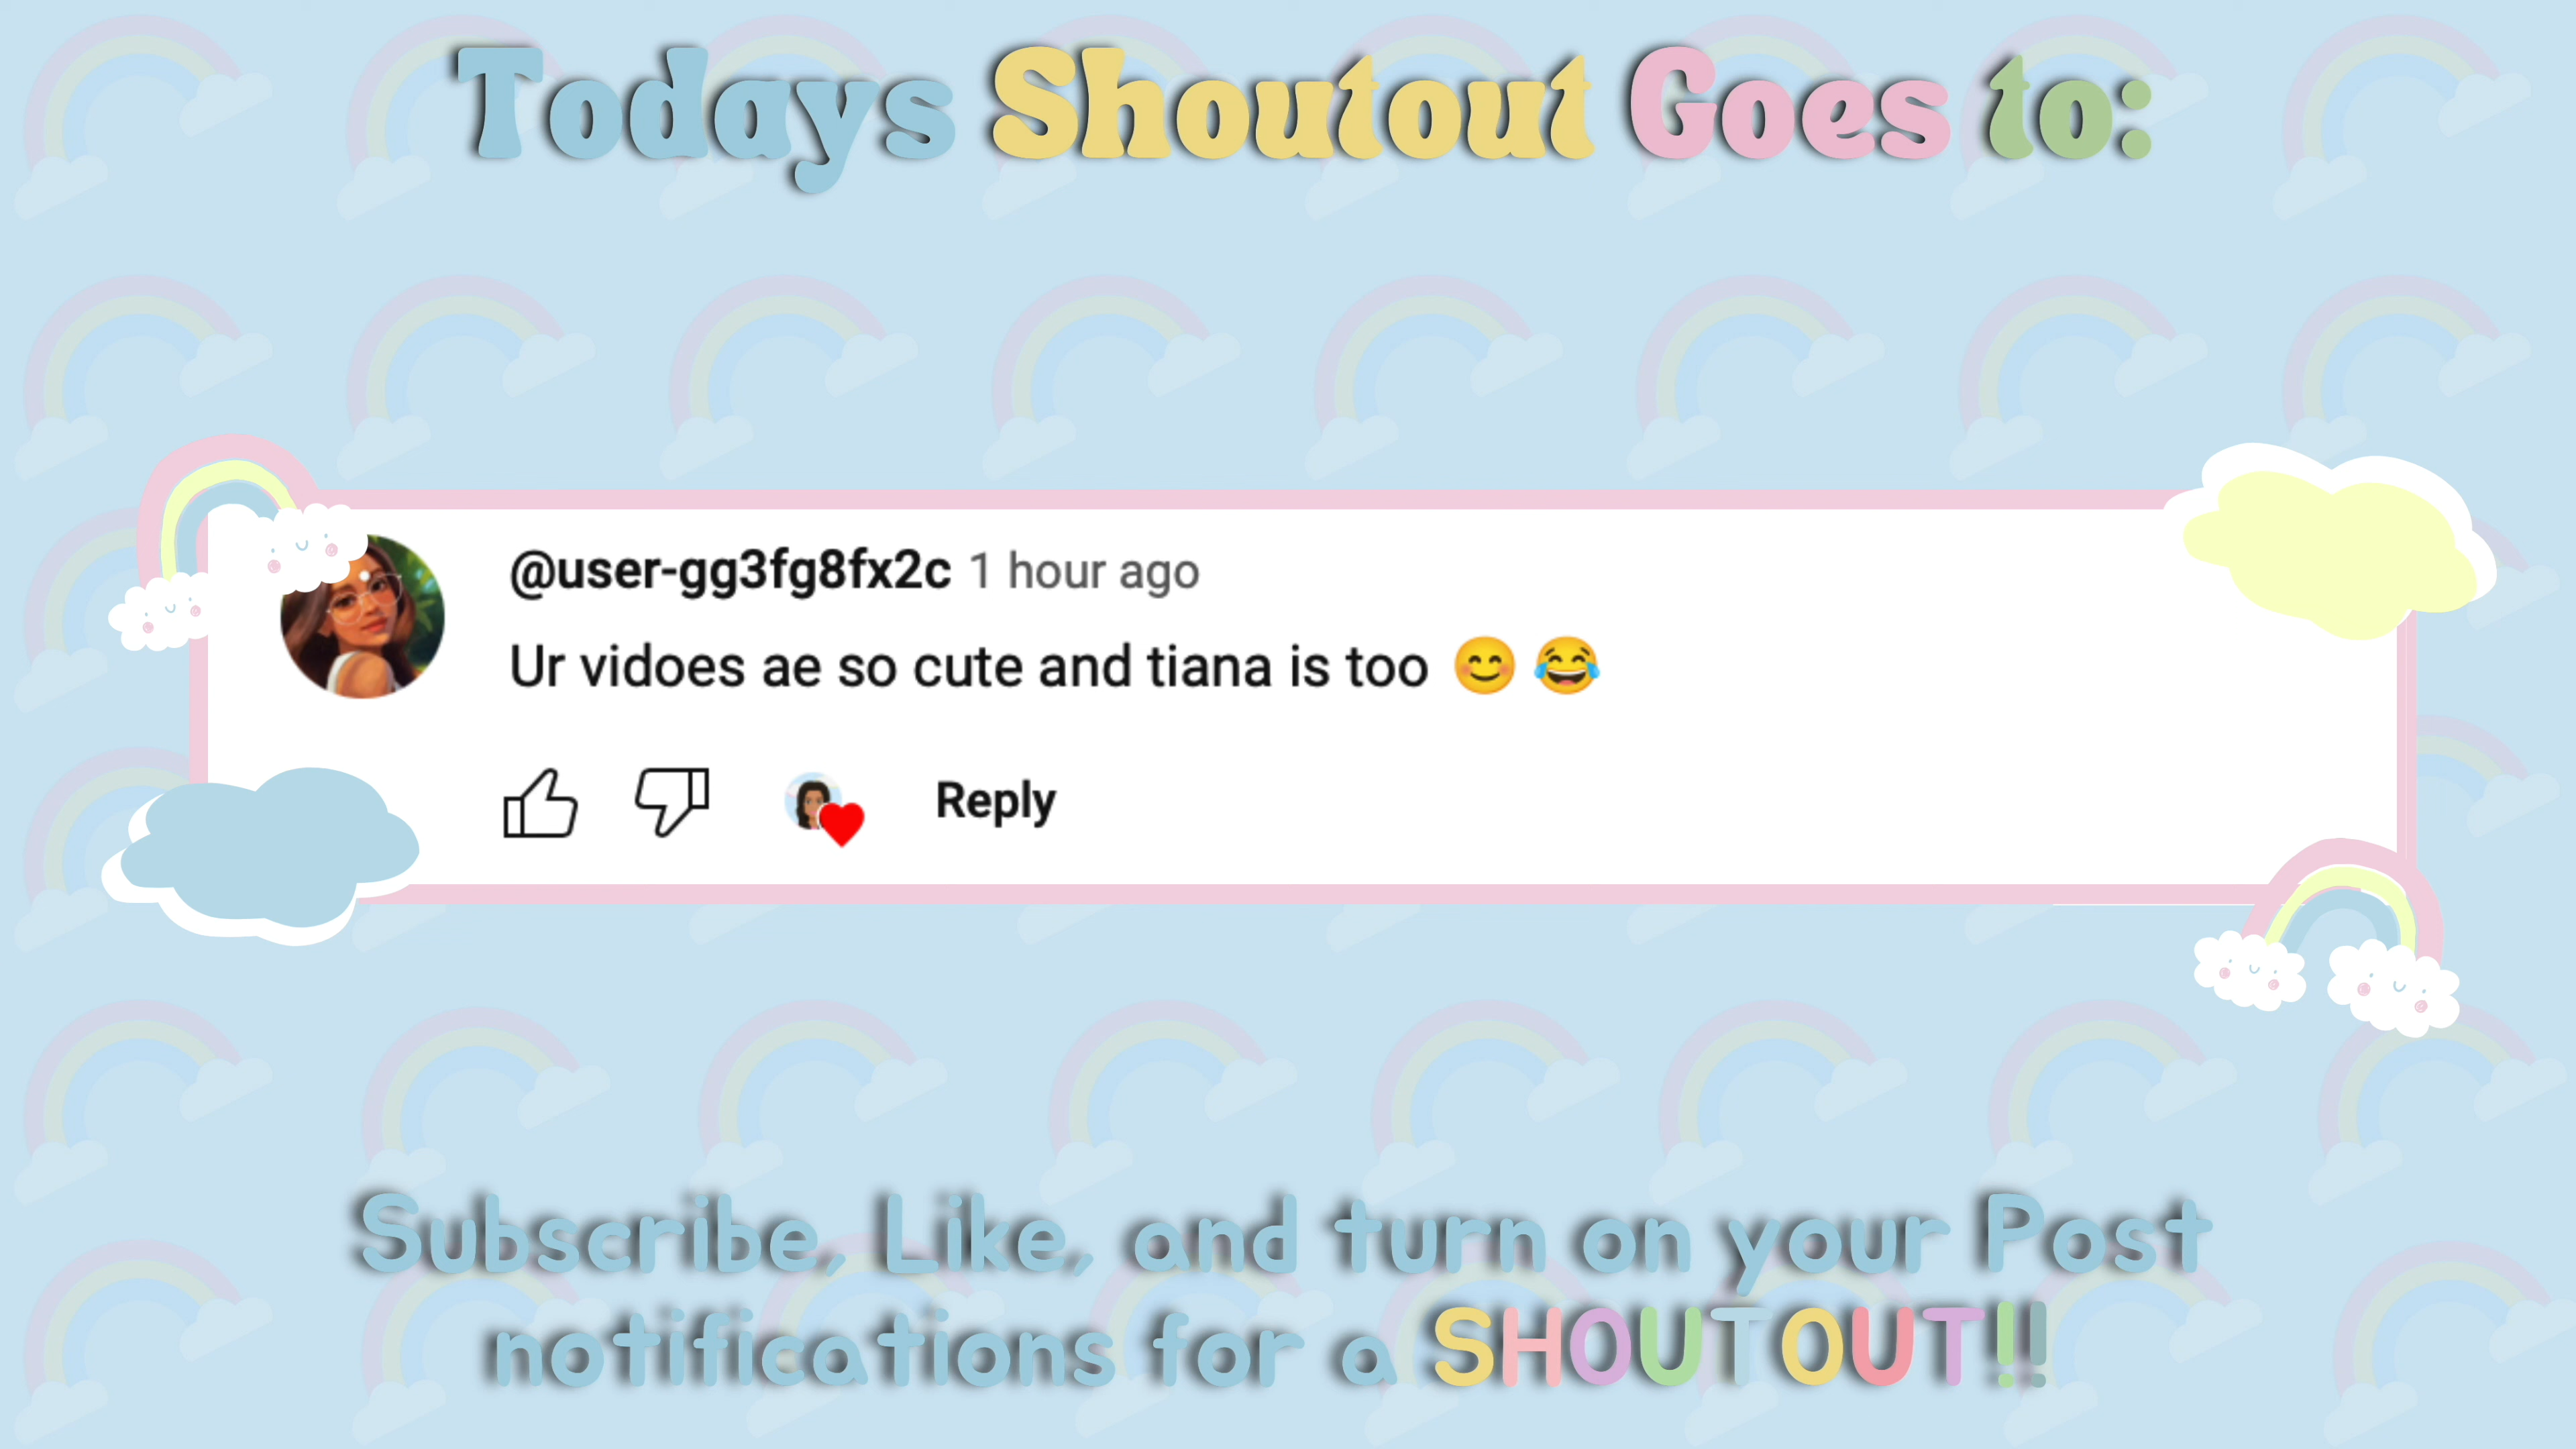 Todays Shoutout Goes to:
@user-gg3fg8fx2c 1 hour ago
Ur vidoes ae so cute and tiana is too 😊 😂
Reply
Subscribe, Like, and turn on your Post
notifications for a SHOUTOUT!!